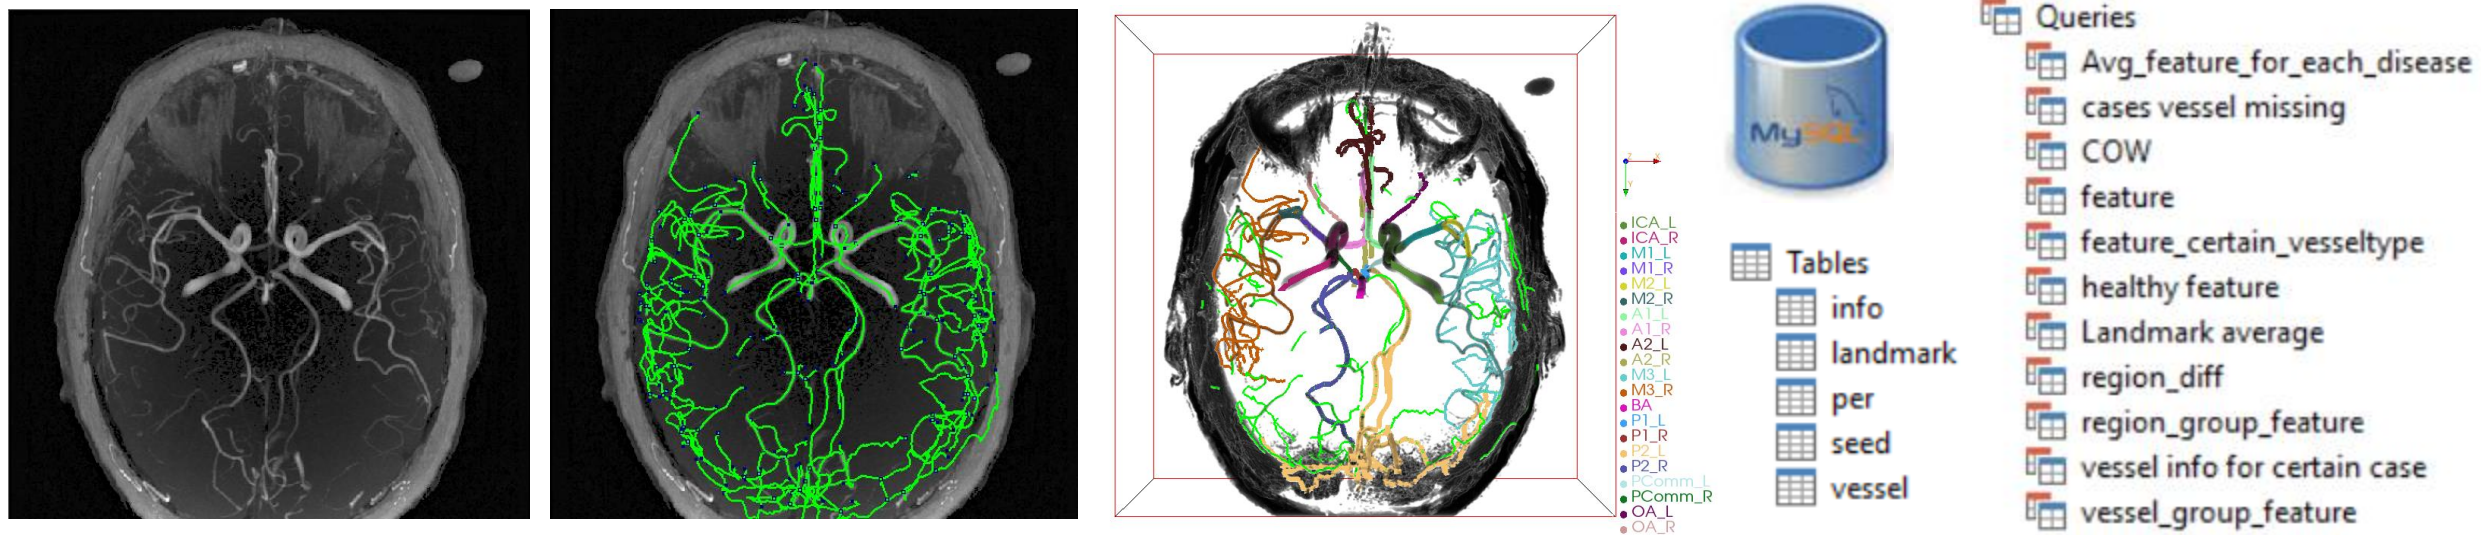 ICA_L
ICA_R
M1_L
M1_R
M2_L
M2_R
A1_L
A1_R
A2_L
A2_R
M3_L
M3_R
BA
P1_L
P1_R
P2_L
P2_R
PComm_L
PComm_R
OA_L
OA_R
MySQL
Tables
info
landmark
per
seed
vessel
Queries
Avg_feature_for_each_disease
cases vessel missing
COW
feature
feature_certain_vesseltype
healthy feature
Landmark average
region_diff
region_group_feature
vessel info for certain case
vessel_group_feature